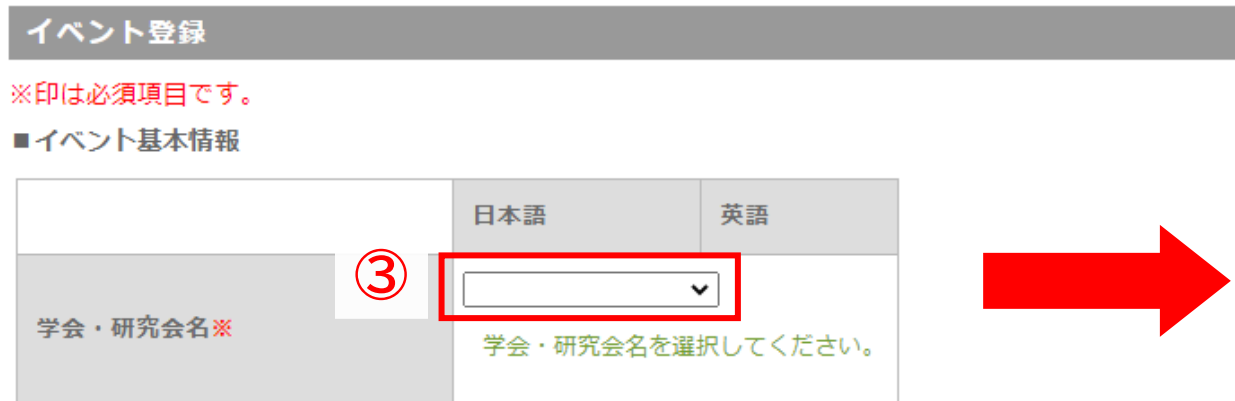 イベント登録
※印は必須項目です。
■イベント基本情報
日本語 英語
③
学会・研究会名※
学会・研究会名を選択してください。